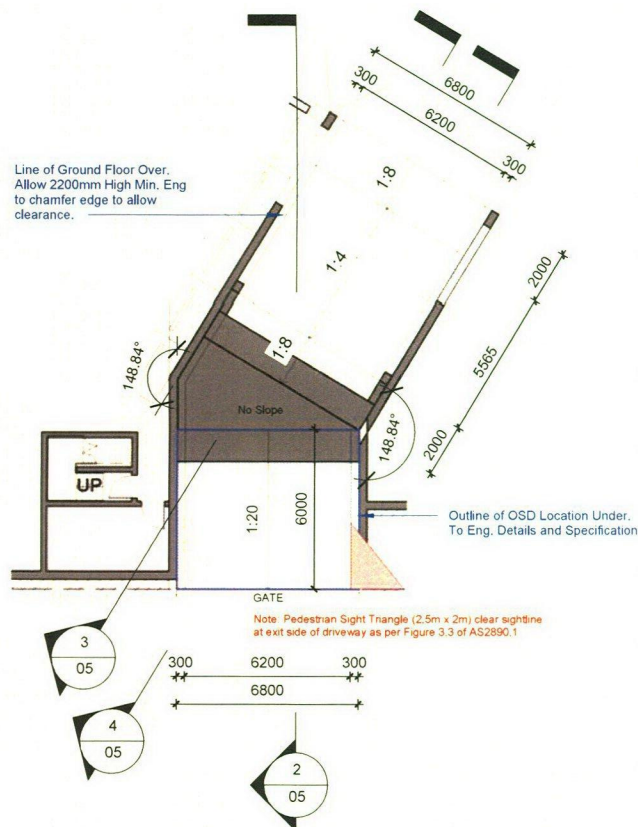 6800
300
6200
300
Line of Ground Floor Over.
Allow 2200mm High Min. Eng
to chamfer edge to allow
clearance.
1:8
1:4
2000
5565
2000
148.84°
1:8
No Slope
148.84°
UP
1:20
6000
Outline of OSD Location Under.
To Eng. Details and Specification
GATE
Note Pedestrian Sight Triangle (2.5m x 2m) clear sightline
at exit side of driveway as per Figure 3.3 of AS2890.1
3
05
300 6200 300
6800
4
05
2
05